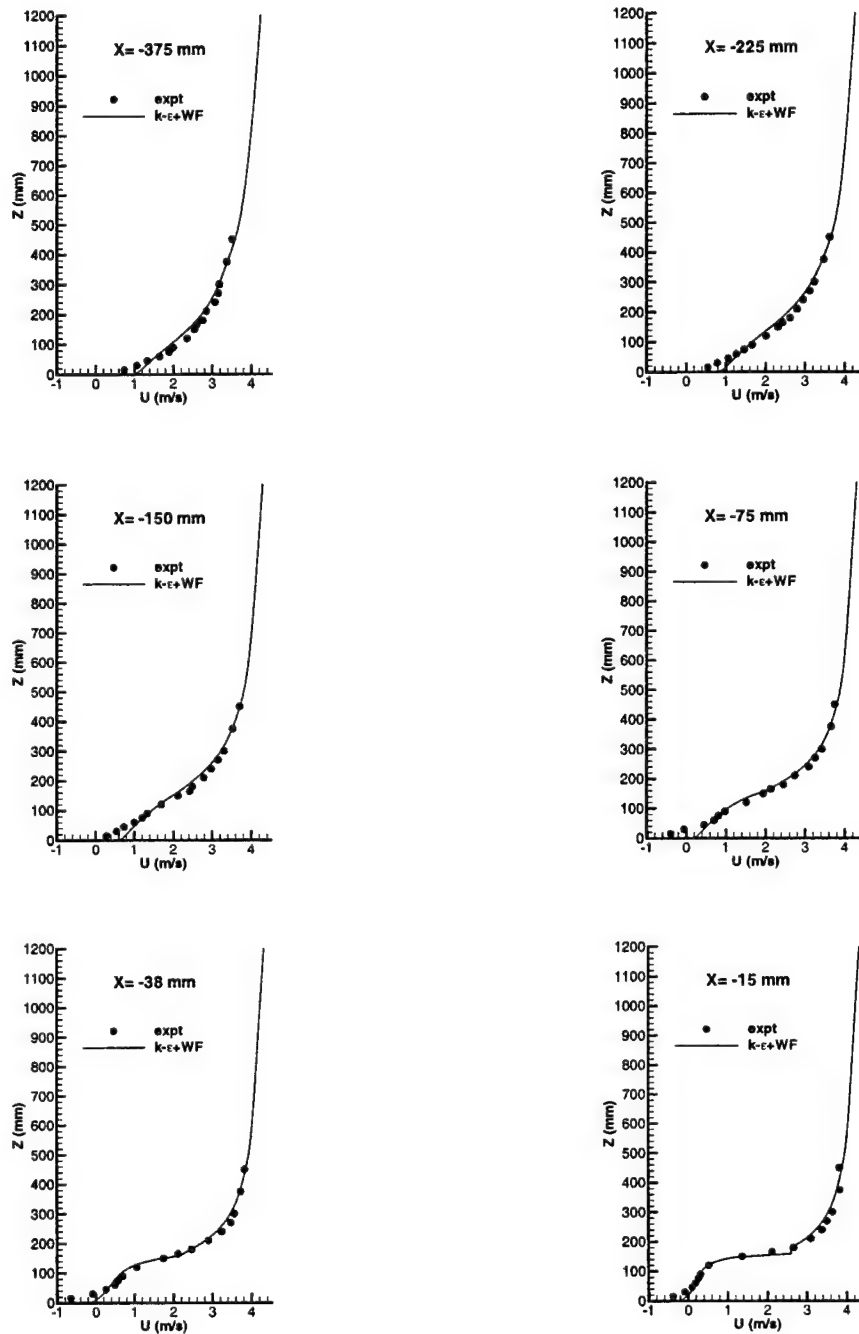 1200
1100
1000
900
800
700
600
500
400
300
200
100
0
Z (mm)
X= -375 mm
expt
k-ε+WF
-1 0 1 2 3 4
U (m/s)
1200
1100
1000
900
800
700
600
500
400
300
200
100
0
Z (mm)
X= -225 mm
expt
k-ε+WF
-1 0 1 2 3 4
U (m/s)
1200
1100
1000
900
800
700
600
500
400
300
200
100
0
Z (mm)
X= -150 mm
expt
k-ε+WF
-1 0 1 2 3 4
U (m/s)
1200
1100
1000
900
800
700
600
500
400
300
200
100
0
Z (mm)
X= -75 mm
expt
k-ε+WF
-1 0 1 2 3 4
U (m/s)
1200
1100
1000
900
800
700
600
500
400
300
200
100
0
Z (mm)
X= -38 mm
expt
k-ε+WF
-1 0 1 2 3 4
U (m/s)
1200
1100
1000
900
800
700
600
500
400
300
200
100
0
Z (mm)
X= -15 mm
expt
k-ε+WF
-1 0 1 2 3 4
U (m/s)